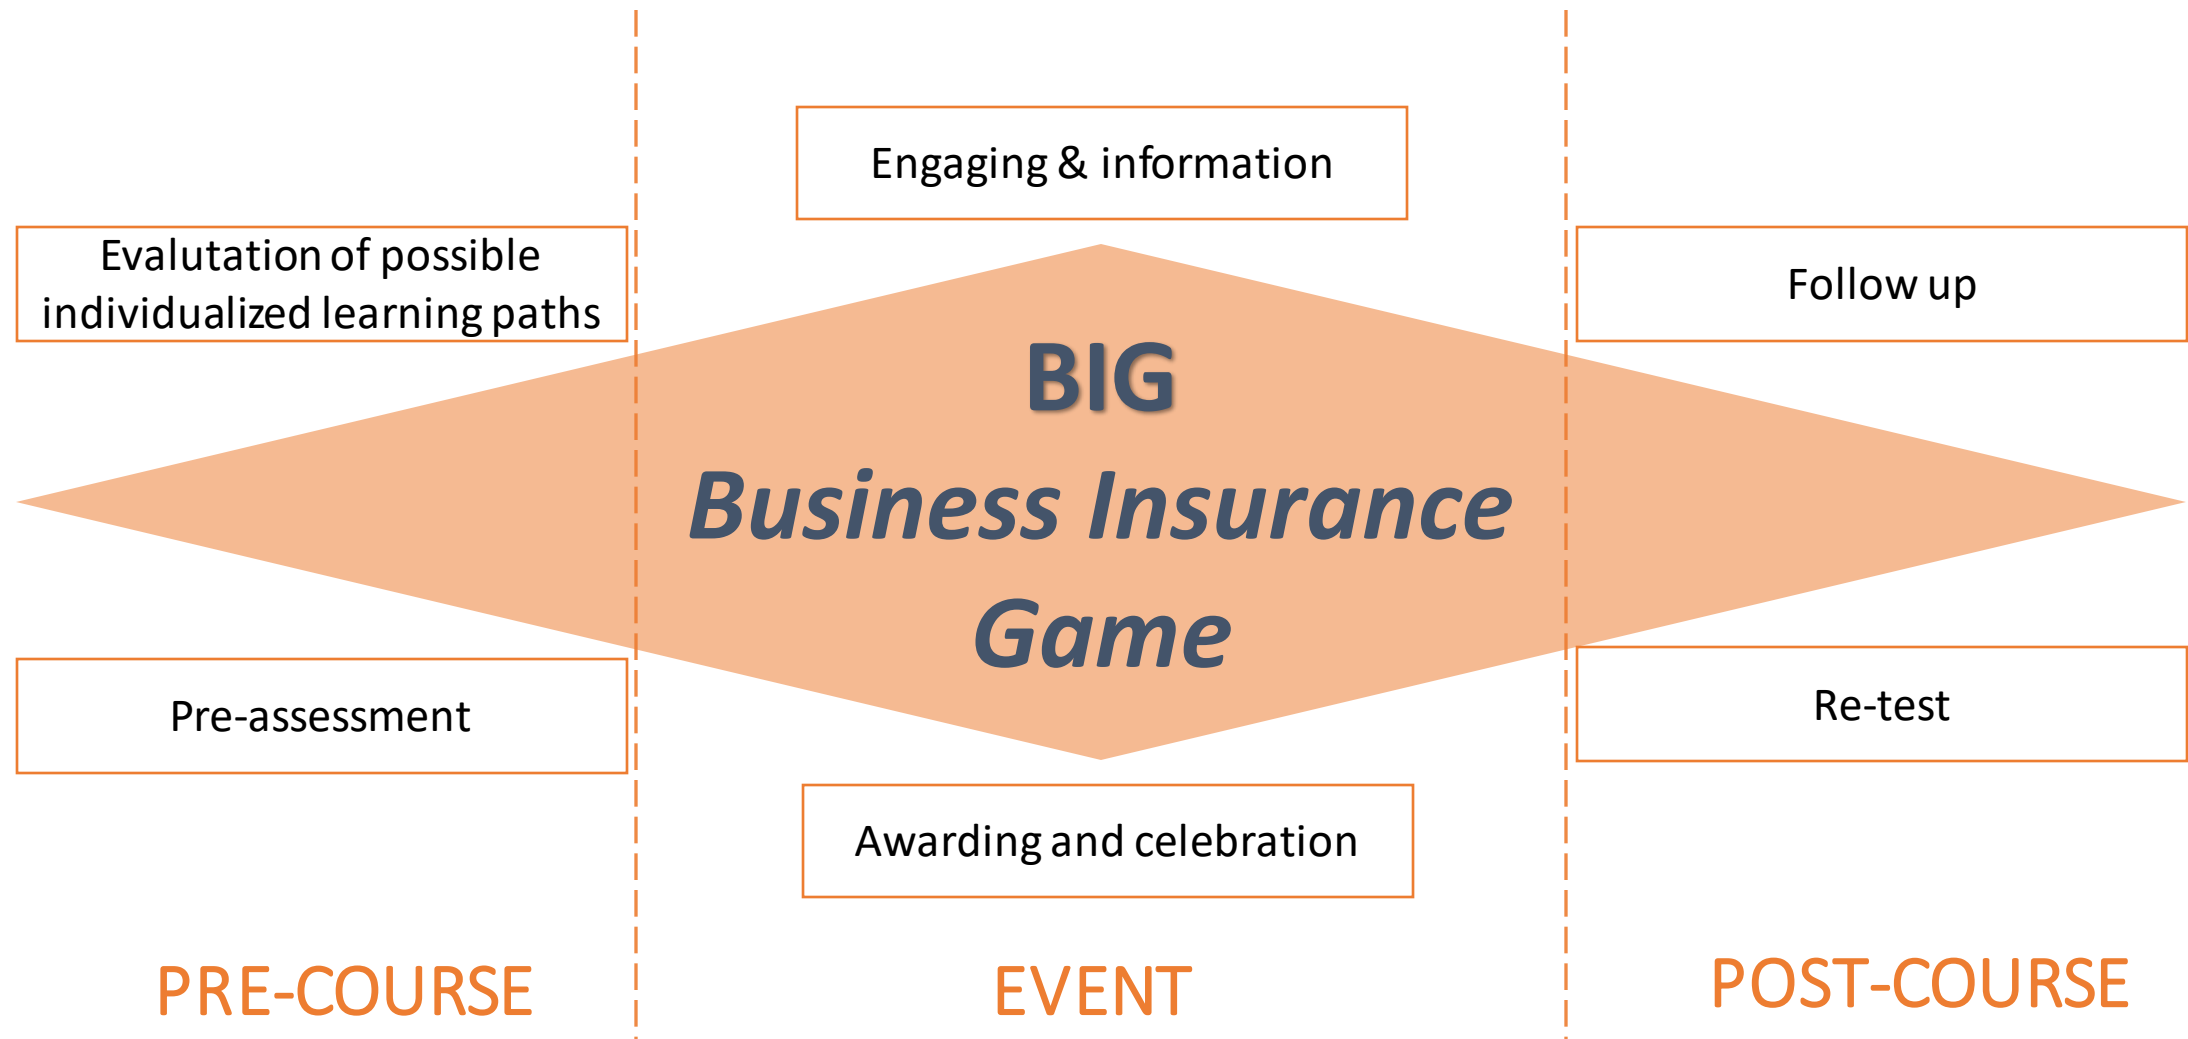 Engaging & information
Evalutation of possible
individualized learning paths
Follow up
BIG
Business Insurance
Game
Pre-assessment
Re-test
Awarding and celebration
PRE-COURSE
EVENT
POST-COURSE